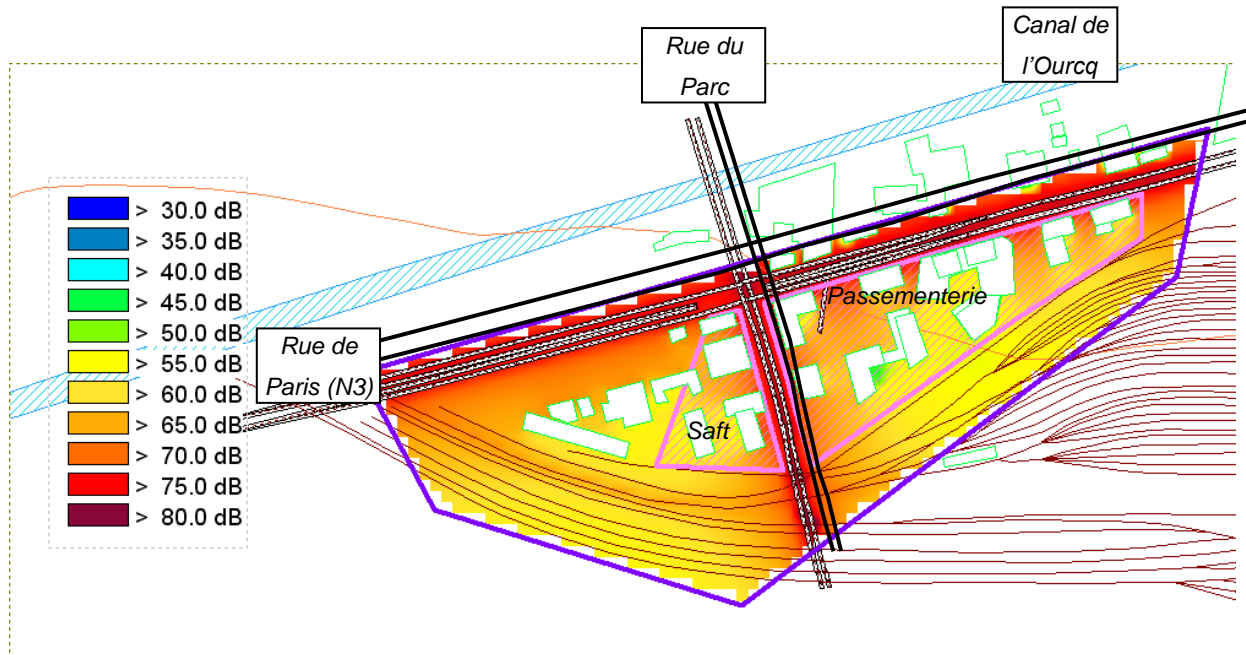 Rue du
Parc
Canal de
l'Ourcq
> 30.0 dB
> 35.0 dB
> 40.0 dB
> 45.0 dB
> 50.0 dB
> 55.0 dB
> 60.0 dB
> 65.0 dB
> 70.0 dB
> 75.0 dB
> 80.0 dB
Rue de
Paris (N3)
Passementerie
Saft